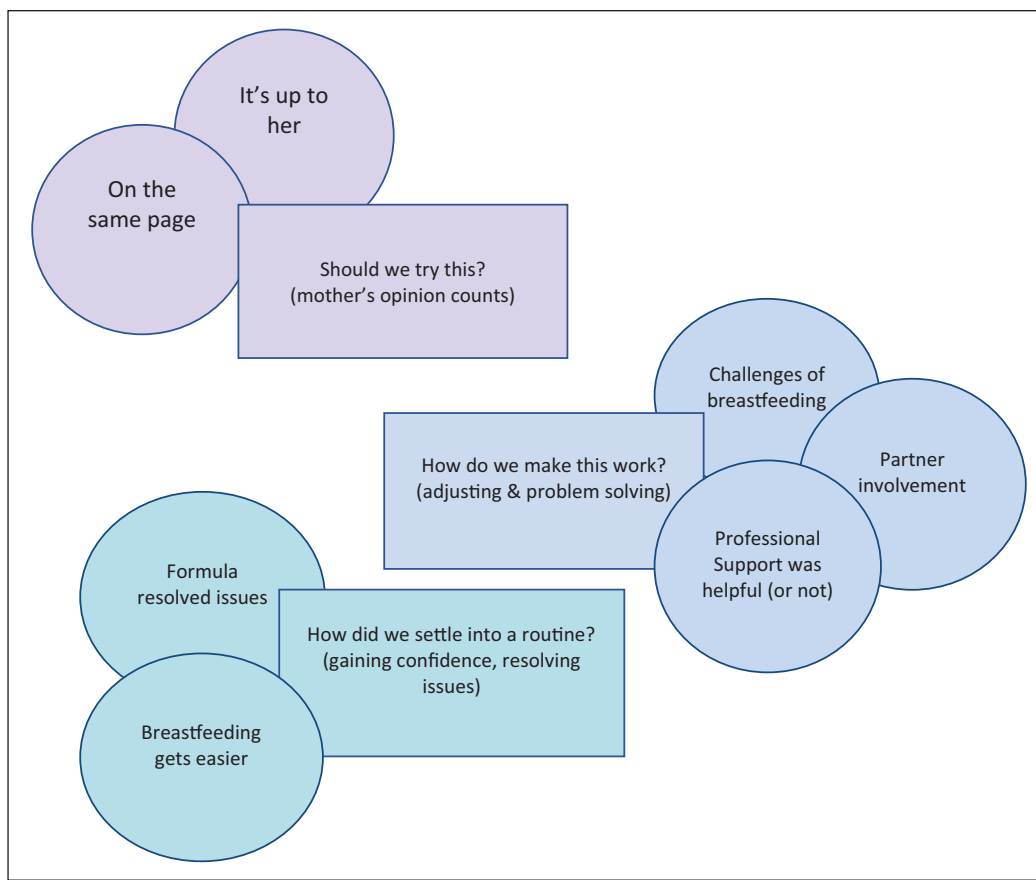 It’s up to
her
On the
same page
Should we try this?
(mother’s opinion counts)
Challenges of
breastfeeding
Partner
involvement
How do we make this work?
(adjusting & problem solving)
Professional
Support was
helpful (or not)
Formula
resolved issues
How did we settle into a routine?
(gaining confidence, resolving
issues)
Breastfeeding
gets easier